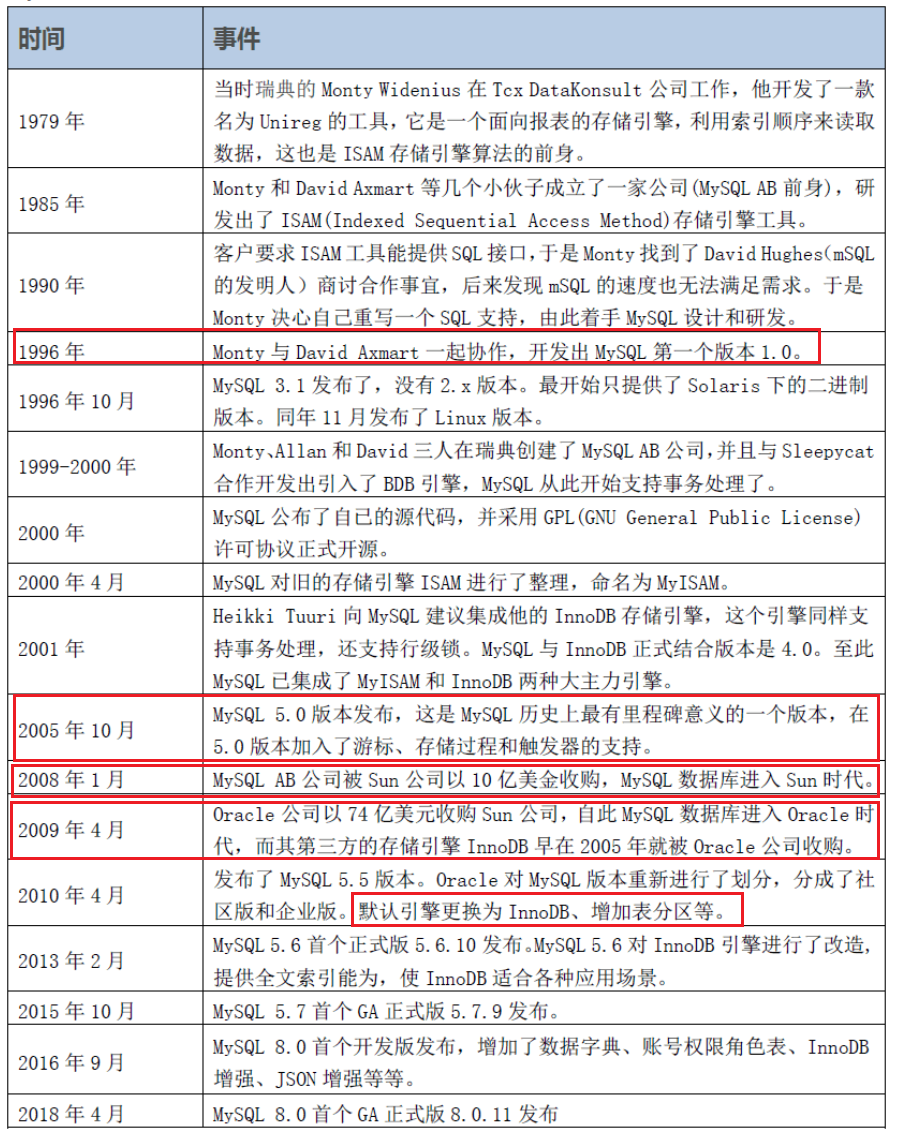 时间 事件
当时瑞典的 Monty Widenius 在 Tcx DataKonsult 公司工作，他开发了一款
1979 年 名为 Unireg 的工具，它是一个面向报表的存储引擎，利用索引顺序来读取
数据，这也是 ISAM 存储引擎算法的前身。
1985 年 Monty 和 David Axmart 等几个小伙子成立了一家公司(MySQL AB 前身)，研
发出了 ISAM(Indexed Sequential Access Method)存储引擎工具。
客户要求 ISAM 工具能提供 SQL 接口，于是 Monty 找到了 David Hughes(mSQL
1990 年 的发明人）商讨合作事宜，后来发现 mSQL 的速度也无法满足需求。于是
Monty 决心自己重写一个 SQL 支持，由此着手 MySQL 设计和研发。
1996 年 Monty 与 David Axmart 一起协作，开发出 MySQL 第一个版本 1.0。
1996 年 10 月 MySQL 3.1 发布了，没有 2.x 版本。最开始只提供了 Solaris 下的二进制
版本。同年 11 月发布了 Linux 版本。
1999-2000 年 Monty、Allan 和 David 三人在瑞典创建了 MySQL AB 公司，并且与 Sleepycat
合作开发出引入了 BDB 引擎，MySQL 从此开始支持事务处理了。
2000 年 MySQL 公布了自己的源代码，并采用 GPL(GNU General Public License)
许可协议正式开源。
2000 年 4 月 MySQL 对旧的存储引擎 ISAM 进行了整理，命名为 MyISAM。
Heikki Tuuri 向 MySQL 建议集成他的 InnoDB 存储引擎，这个引擎同样支
2001 年 持事务处理，还支持行级锁。MySQL 与 InnoDB 正式结合版本是 4.0。至此
MySQL 已集成了 MyISAM 和 InnoDB 两种大主力引擎。
2005 年 10 月 MySQL 5.0 版本发布，这是 MySQL 历史上最有里程碑意义的一个版本，在
5.0 版本加入了游标、存储过程和触发器的支持。
2008 年 1 月 MySQL AB 公司被 Sun 公司以 10 亿美金收购，MySQL 数据库进入 Sun 时代。
2009 年 4 月 Oracle 公司以 74 亿美元收购 Sun 公司，自此 MySQL 数据库进入 Oracle 时
代，而其第三方的存储引擎 InnoDB 早在 2005 年就被 Oracle 公司收购。
2010 年 4 月 发布了 MySQL 5.5 版本。Oracle 对 MySQL 版本重新进行了划分，分成了社
区版和企业版。默认引擎更换为 InnoDB、增加表分区等。
2013 年 2 月 MySQL 5.6 首个正式版 5.6.10 发布。MySQL 5.6 对 InnoDB 引擎进行了改造，
提供全文索引能为，使 InnoDB 适合各种应用场景。
2015 年 10 月 MySQL 5.7 首个 GA 正式版 5.7.9 发布。
2016 年 9 月 MySQL 8.0 首个开发版发布，增加了数据字典、账号权限角色表、InnoDB
增强、JSON 增强等等。
2018 年 4 月 MySQL 8.0 首个 GA 正式版 8.0.11 发布